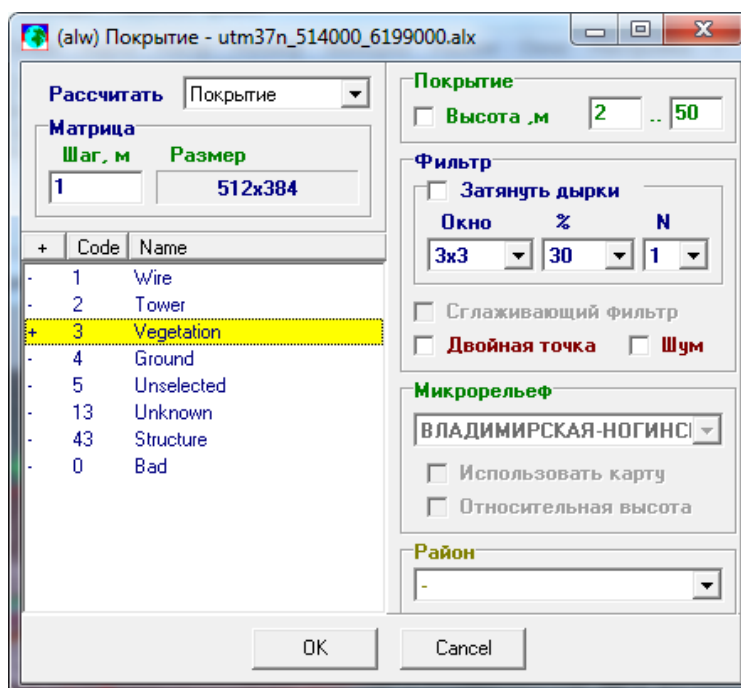 (alw) Покрытие - utm37n_514000_6199000.alx
Рассчитать Покрытие
Матрица
Шаг, м Размер
1 512x384
+ Code Name
- 1 Wire
- 2 Tower
+ 3 Vegetation
- 4 Ground
- 5 Unselected
- 13 Unknown
- 43 Structure
- 0 Bad
Покрытие
Высота ,м 2 .. 50
Фильтр
Затянуть дырки
Окно % N
3x3 30 1
Сглаживающий фильтр
Двойная точка Шум
Микрорельеф
ВЛАДИМИРСКАЯ-НОГИНС
Использовать карту
Относительная высота
Район
-
OK Cancel